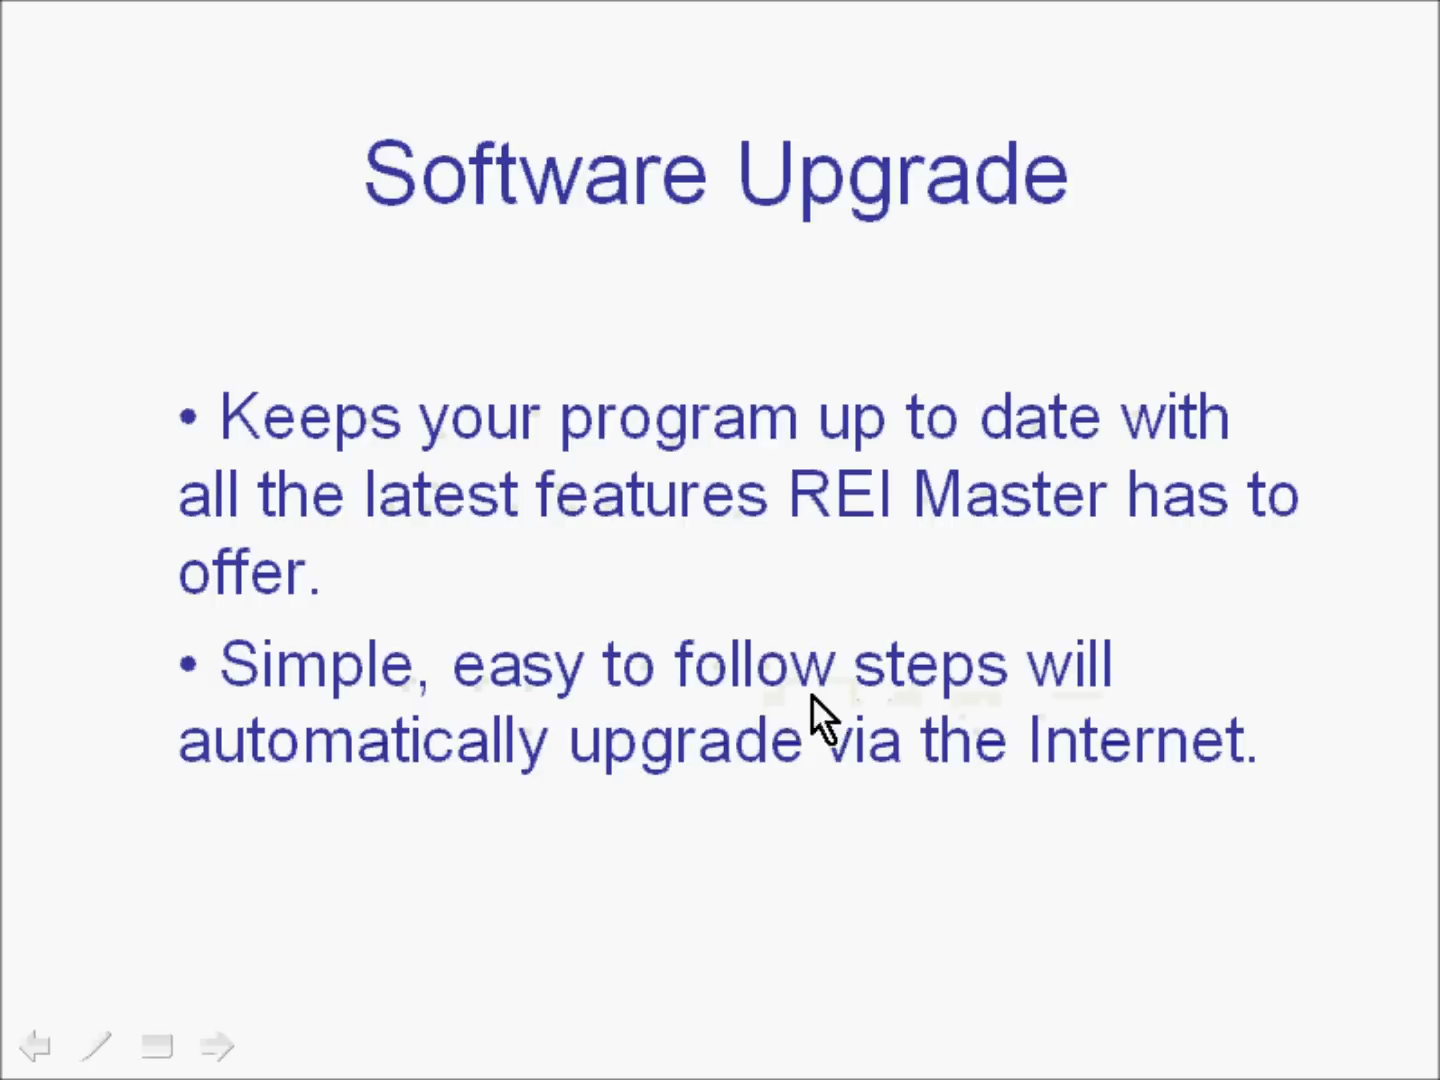 Software Upgrade
• Keeps your program up to date with
all the latest features REI Master has to
offer.
• Simple, easy to follow steps will
automatically upgrade via the Internet.